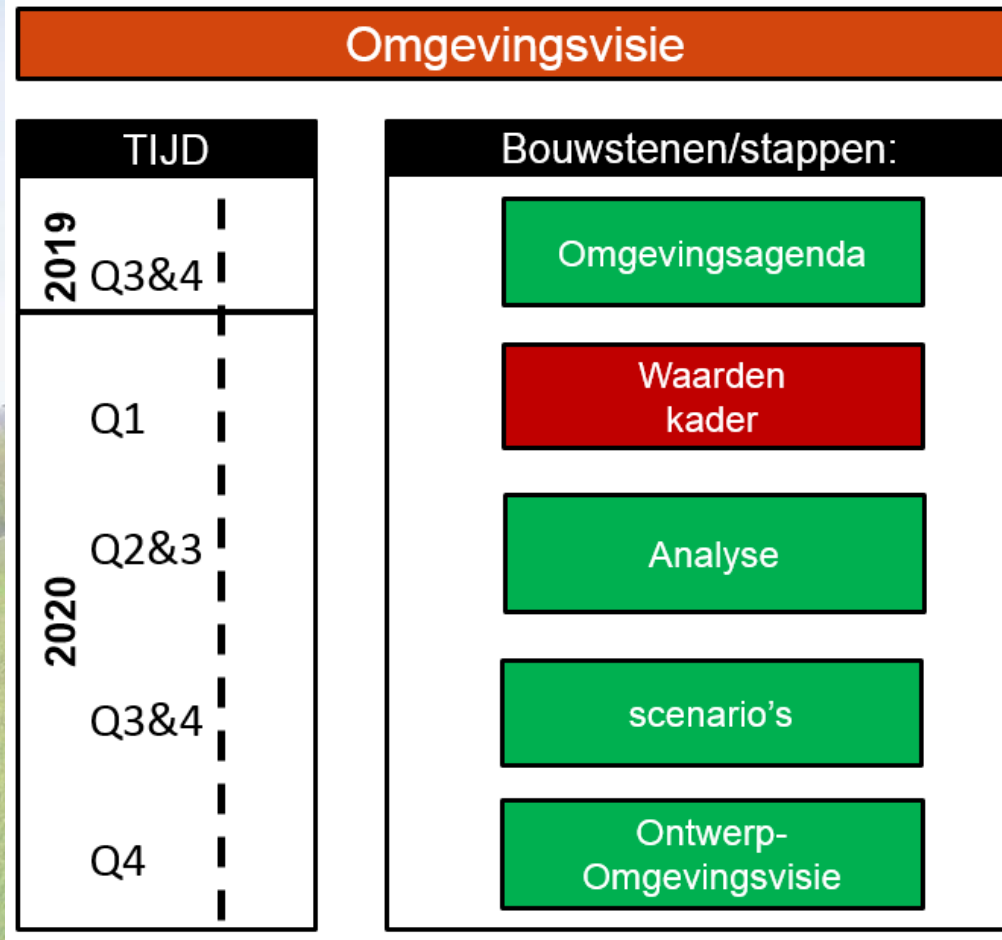 Omgevingsvisie
TIJD
Bouwstenen/stappen:
2019
Q3&4
Omgevingsagenda
2020
Q1
Waarden
kader
Q2&3
Analyse
Q3&4
scenario's
Q4
Ontwerp-
Omgevingsvisie